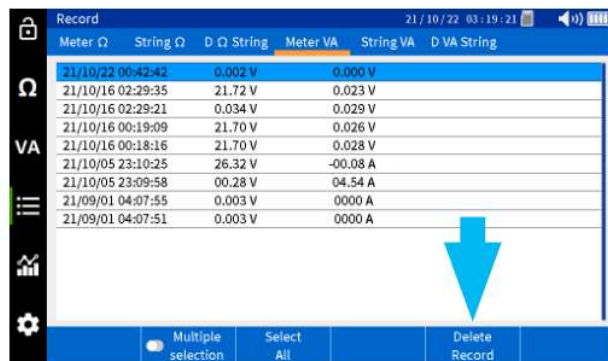 Record 21/10/22 03:19:21
Meter Ω String Ω D Ω String Meter VA String VA D VA String
21/10/22 00:42:42 0.002 V 0.000 V
21/10/16 02:29:35 21.72 V 0.023 V
21/10/16 02:29:21 0.034 V 0.029 V
21/10/16 00:19:09 21.70 V 0.026 V
21/10/16 00:18:16 21.70 V 0.028 V
21/10/05 23:10:25 26.32 V -00.08 A
21/10/05 23:09:58 00.28 V 04.54 A
21/09/01 04:07:55 0.003 V 0000 A
21/09/01 04:07:51 0.003 V 0000 A
Ω
VA
Multiple selection
Select All
Delete Record